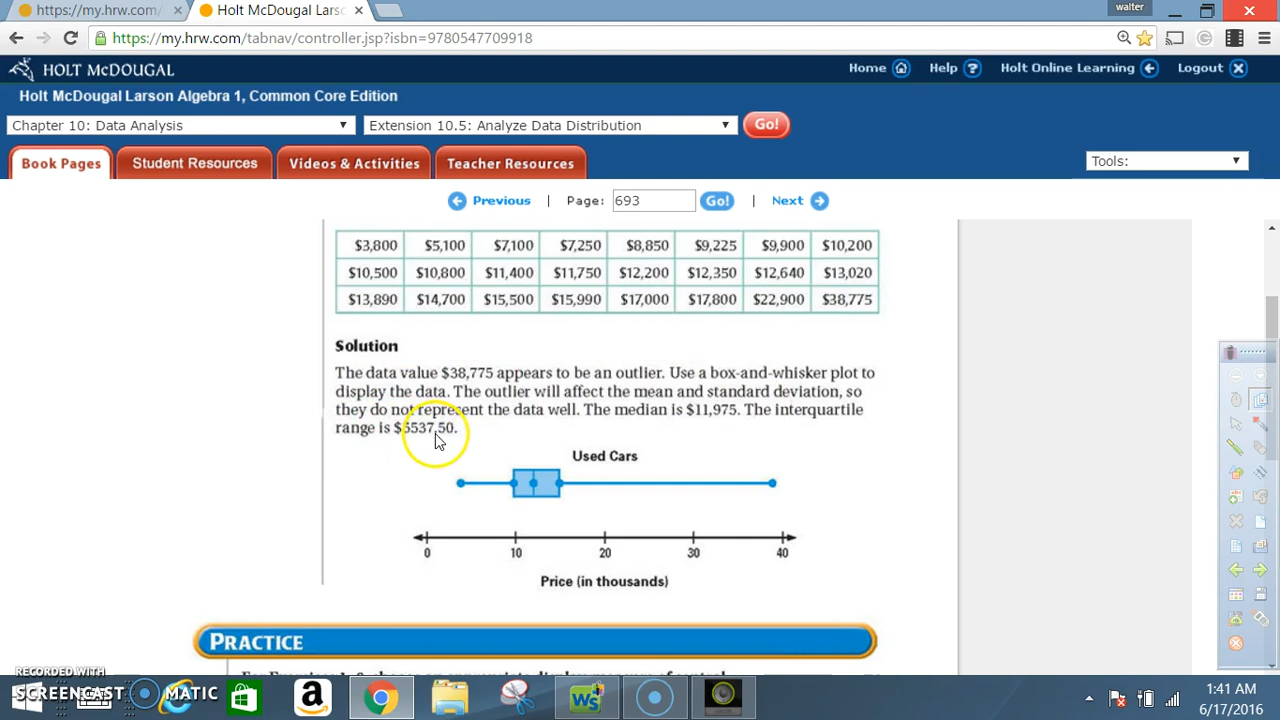 https://my.hrw.com/tabnav
Holt McDougal Larsc
walter
https://my.hrw.com/tabnav/controller.jsp?isbn=9780547709918
HOLT MCDOUGAL
Home
Help ?
Holt Online Learning
Logout
Holt McDougal Larson Algebra 1, Common Core Edition
Chapter 10: Data Analysis
Extension 10.5: Analyze Data Distribution
Go!
Book Pages
Student Resources
Videos & Activities
Teacher Resources
Tools:
Previous | Page: 693 Go! | Next
$3,800 $5,100 $7,100 $7,250 $8,850 $9,225 $9,900 $10,200
$10,500 $10,800 $11,400 $11,750 $12,200 $12,350 $12,640 $13,020
$13,890 $14,700 $15,500 $15,990 $17,000 $17,800 $22,900 $38,775
Solution
The data value $38,775 appears to be an outlier. Use a box-and-whisker plot to
display the data. The outlier will affect the mean and standard deviation, so
they do not represent the data well. The median is $11,975. The interquartile
range is $5537.50.
Used Cars
0 10 20 30 40
Price (in thousands)
PRACTICE
RECORDED WITH
SCREENCAST MATIC
a
WS
1:41 AM
6/17/2016